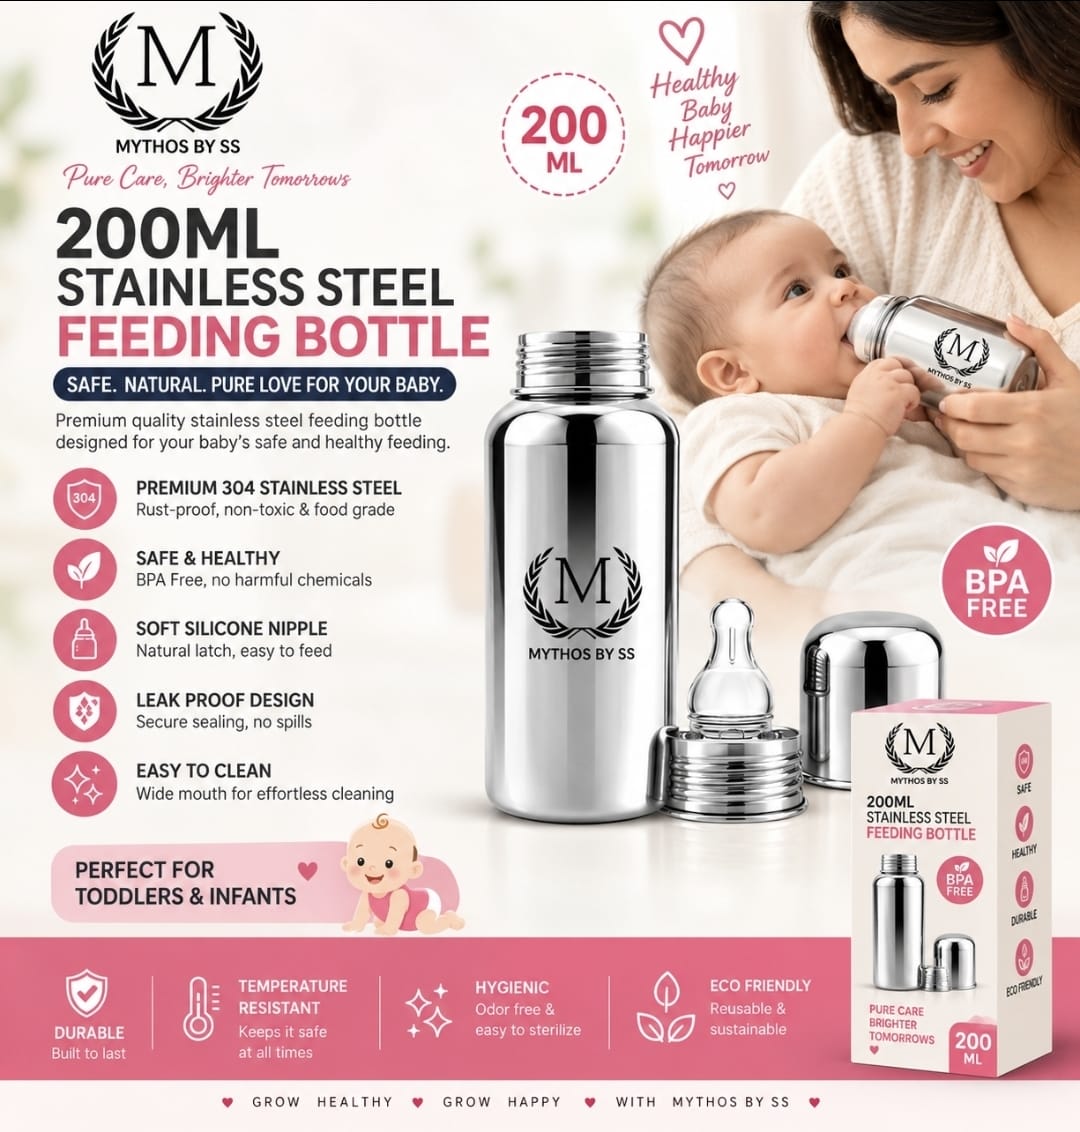 M
MYTHOS BY SS
Pure Care, Brighter Tomorrows
200ML
STAINLESS STEEL
FEEDING BOTTLE
SAFE. NATURAL. PURE LOVE FOR YOUR BABY.
Premium quality stainless steel feeding bottle
designed for your baby's safe and healthy feeding.
304
PREMIUM 304 STAINLESS STEEL
Rust-proof, non-toxic & food grade
SAFE & HEALTHY
BPA Free, no harmful chemicals
SOFT SILICONE NIPPLE
Natural latch, easy to feed
LEAK PROOF DESIGN
Secure sealing, no spills
EASY TO CLEAN
Wide mouth for effortless cleaning
PERFECT FOR
TODDLERS & INFANTS
200
ML
Healthy
Baby
Happier
Tomorrow
M
MYTHOS BY SS
M
MYTHOS BY SS
BPA
FREE
M
MYTHOS BY SS
200ML
STAINLESS STEEL
FEEDING BOTTLE
BPA
FREE
PURE CARE
BRIGHTER
TOMORROWS
200
ML
SAFE
HEALTHY
DURABLE
ECO FRIENDLY
DURABLE
Built to last
TEMPERATURE
RESISTANT
Keeps it safe
at all times
HYGIENIC
Odor free &
easy to sterilize
ECO FRIENDLY
Reusable &
sustainable
GROW HEALTHY GROW HAPPY WITH MYTHOS BY SS